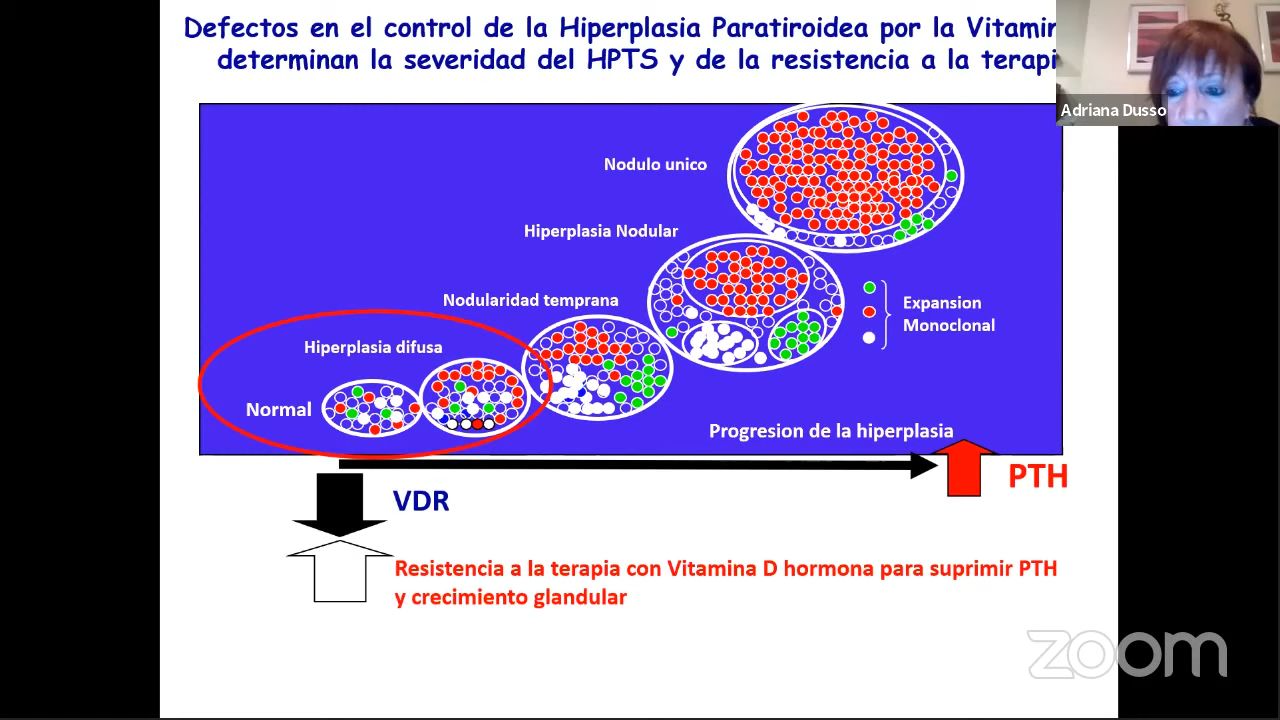 Defectos en el control de la Hiperplasia Paratiroidea por la
determinan la severidad del HPTS y de la resistencia a la
Adriana Dusso
Nodulo unico
Hiperplasia Nodular
Nodularidad temprana
Expansion
Monoclonal
Hiperplasia difusa
Normal
Progresion de la hiperplasia
PTH
VDR
Resistencia a la terapia con Vitamina D hormona para suprimir PTH
y crecimiento glandular
zoom